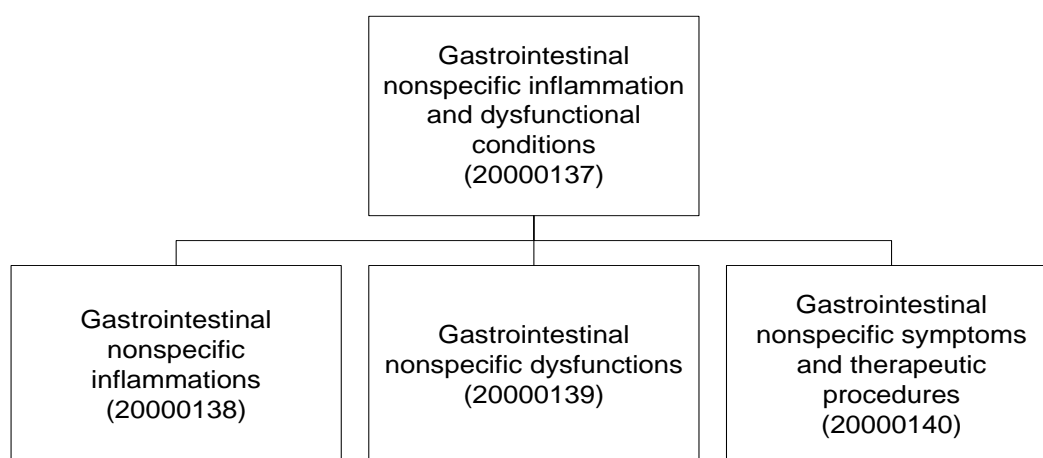 Gastrointestinal
nonspecific inflammation
and dysfunctional
conditions
(20000137)
Gastrointestinal
nonspecific
inflammations
(20000138)
Gastrointestinal
nonspecific dysfunctions
(20000139)
Gastrointestinal
nonspecific symptoms
and therapeutic
procedures
(20000140)